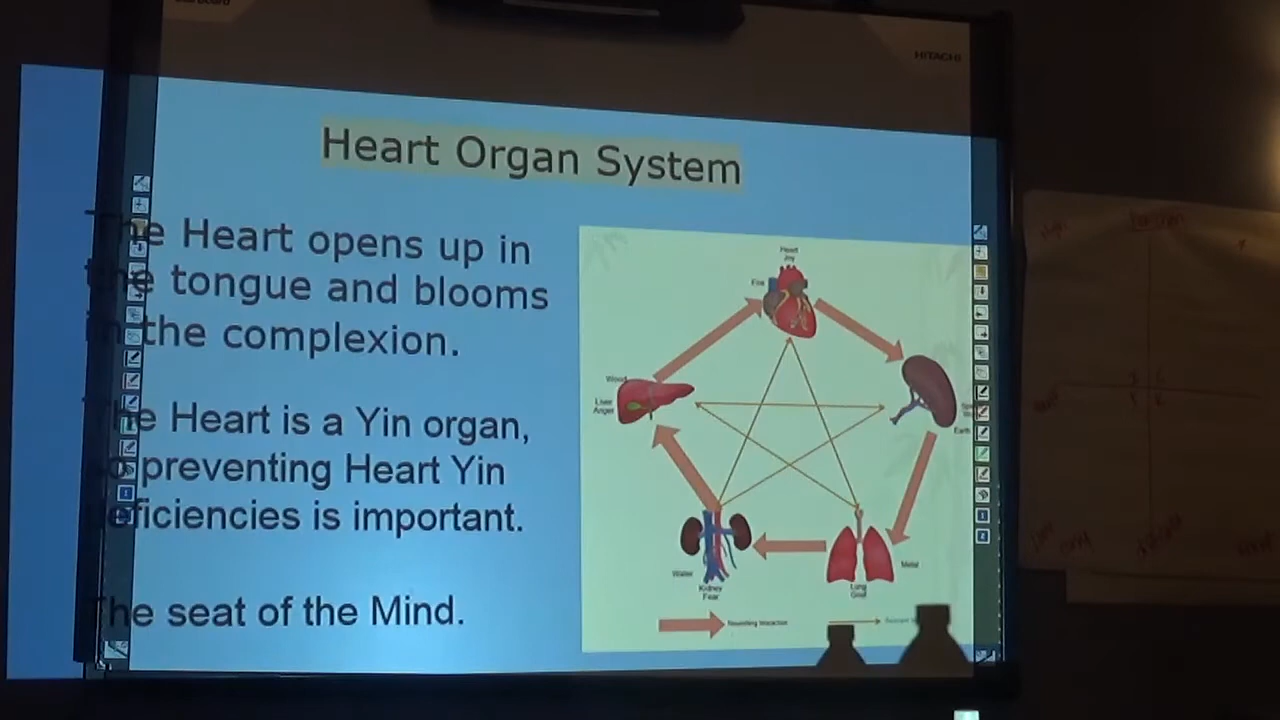 HITACHI
Heart Organ System
The Heart opens up in
the tongue and blooms
in the complexion.
The Heart is a Yin organ,
so preventing Heart Yin
deficiencies is important.
The seat of the Mind.
Heart
Joy
Fire
Wood
Liver
Anger
Earth
Water
Kidney
Fear
Metal
Lung
Grief
Nourishing Interaction